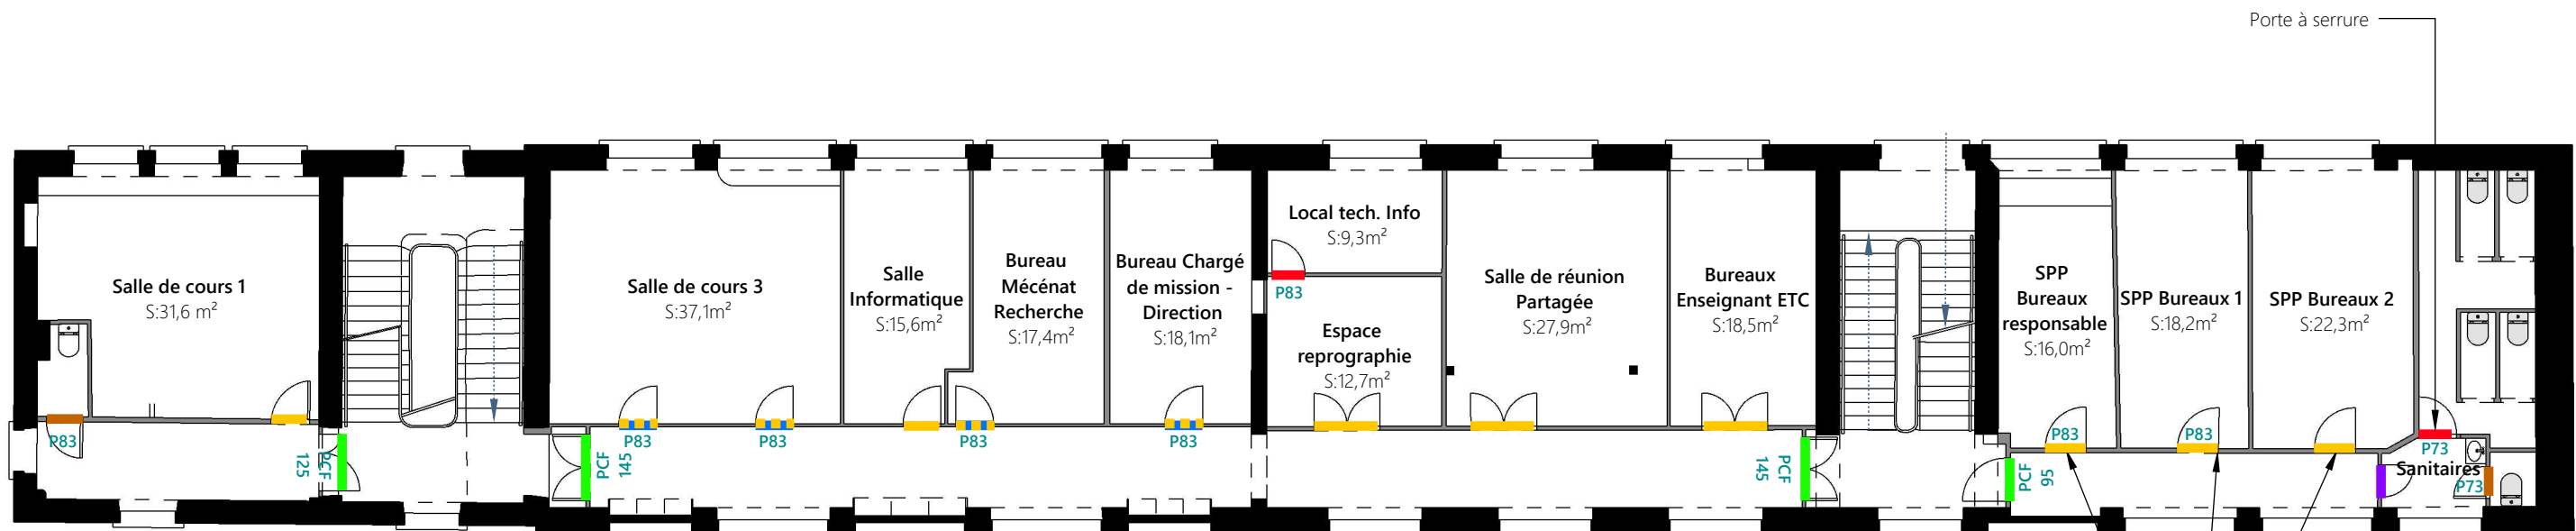 Porte à serrure
Salle de cours 1
S:31,6 m²
P83
PCF
125
Salle de cours 3
S:37,1m²
P83
P83
PCF
145
Salle
Informatique
S:15,6m²
Bureau
Mécénat
Recherche
S:17,4m²
P83
Bureau Chargé
de mission -
Direction
S:18,1m²
P83
Local tech. Info
S:9,3m²
P83
Espace
reprographie
S:12,7m²
Salle de réunion
Partagée
S:27,9m²
Bureaux
Enseignant ETC
S:18,5m²
PCF
145
SPP
Bureaux
responsable
S:16,0m²
P83
PCF
95
SPP Bureaux 1
S:18,2m²
P83
SPP Bureaux 2
S:22,3m²
P73
Sanitaires
P73